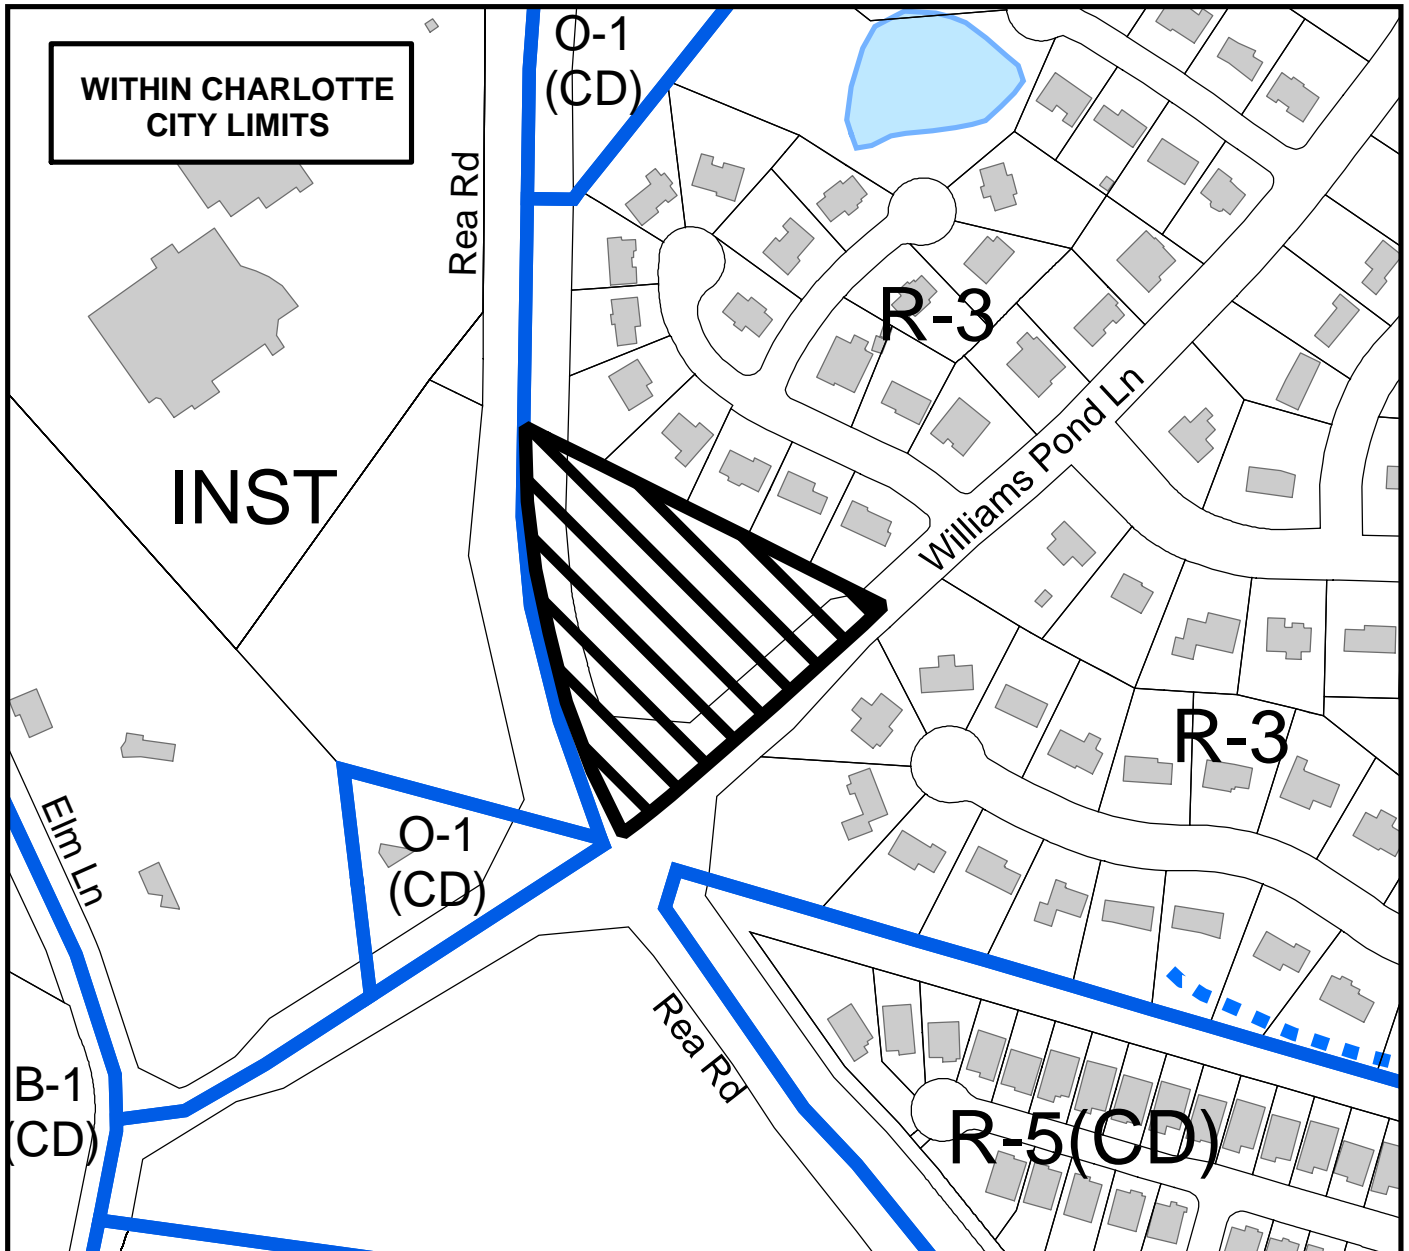 WITHIN CHARLOTTE
CITY LIMITS
O-1
(CD)
Rea Rd
R-3
Williams Pond Ln
INST
R-3
Elm Ln
O-1
(CD)
Rea Rd
B-1
(CD)
R-5(CD)